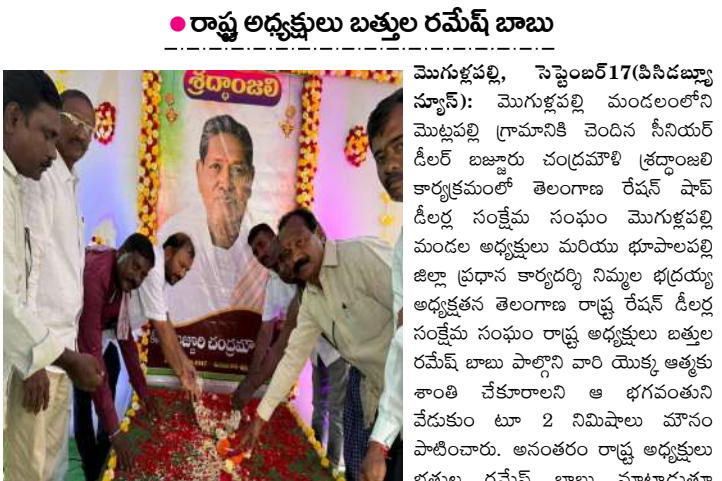 రాష్ట్ర అధ్యక్షులు బత్తుల రమేష్ బాబు
శ్రద్ధాంజలి
మొగుళ్లపల్లి, సెప్టెంబర్17(పిసిడబ్ల్యూ
న్యూస్): మొగుళ్లపల్లి మండలంలోని
మొట్లపల్లి గ్రామానికి చెందిన సీనియర్
డీలర్ బజ్జూరు చంద్రమౌళి శ్రద్ధాంజలి
కార్యక్రమంలో తెలంగాణ రేషన్ షాప్
డీలర్ల సంక్షేమ సంఘం మొగుళ్లపల్లి
మండల అధ్యక్షులు మరియు భూపాలపల్లి
జిల్లా ప్రధాన కార్యదర్శి నిమ్మల భద్రయ్య
అధ్యక్షతన తెలంగాణ రాష్ట్ర రేషన్ డీలర్ల
సంక్షేమ సంఘం రాష్ట్ర అధ్యక్షులు బత్తుల
రమేష్ బాబు పాల్గొని వారి యొక్క ఆత్మకు
శాంతి చేకూరాలని ఆ భగవంతుని
వేడుకుం టూ 2 నిమిషాలు మౌనం
పాటించారు. అనంతరం రాష్ట్ర అధ్యక్షులు
బత్తుల రమేష్ బాబు మాట్లాడుతూ